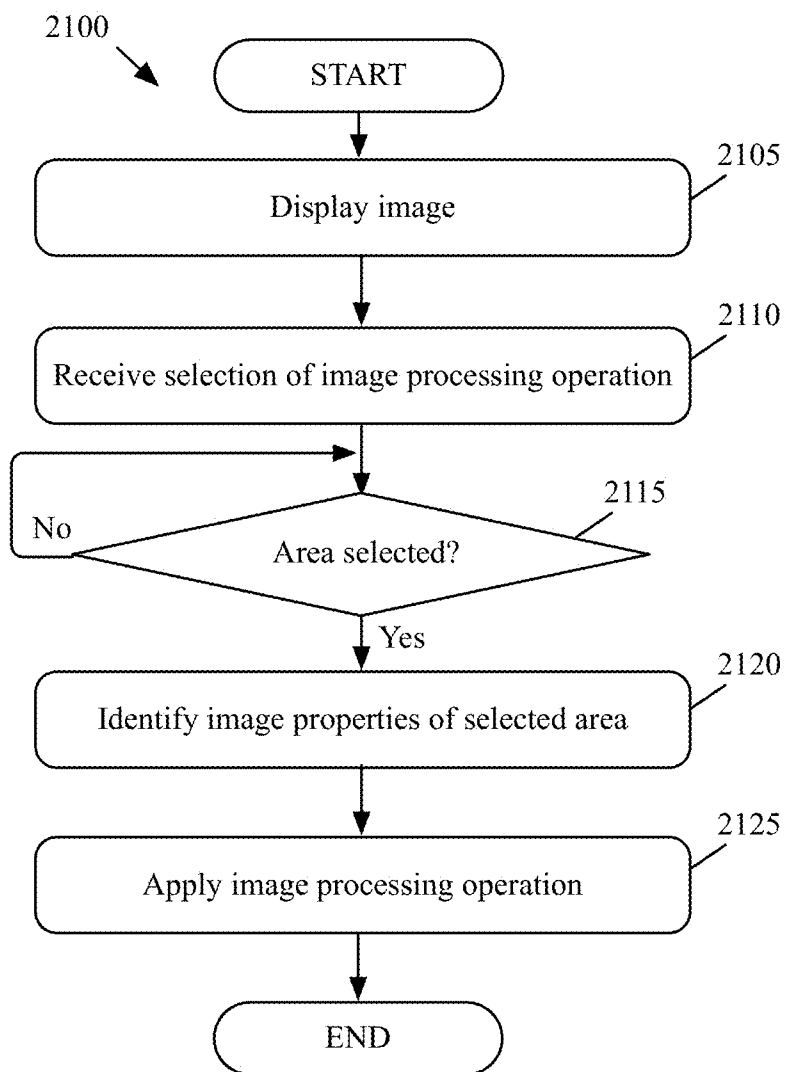 2100
START
2105
Display image
2110
Receive selection of image processing operation
2115
No
Area selected?
Yes
2120
Identify image properties of selected area
2125
Apply image processing operation
END